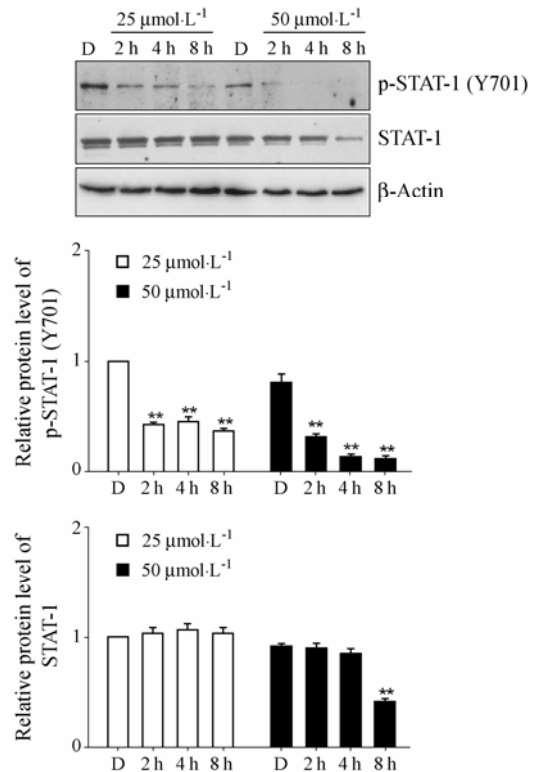 25 μmol·L⁻¹ 50 μmol·L⁻¹
D 2 h 4 h 8 h D 2 h 4 h 8 h
p-STAT-1 (Y701)
STAT-1
β-Actin
Relative protein level of
p-STAT-1 (Y701)
2
1
0
25 μmol·L⁻¹
50 μmol·L⁻¹
** ** ** ** ** **
D 2 h 4 h 8 h D 2 h 4 h 8 h
Relative protein level of
STAT-1
2
1
0
25 μmol·L⁻¹
50 μmol·L⁻¹
**
D 2 h 4 h 8 h D 2 h 4 h 8 h